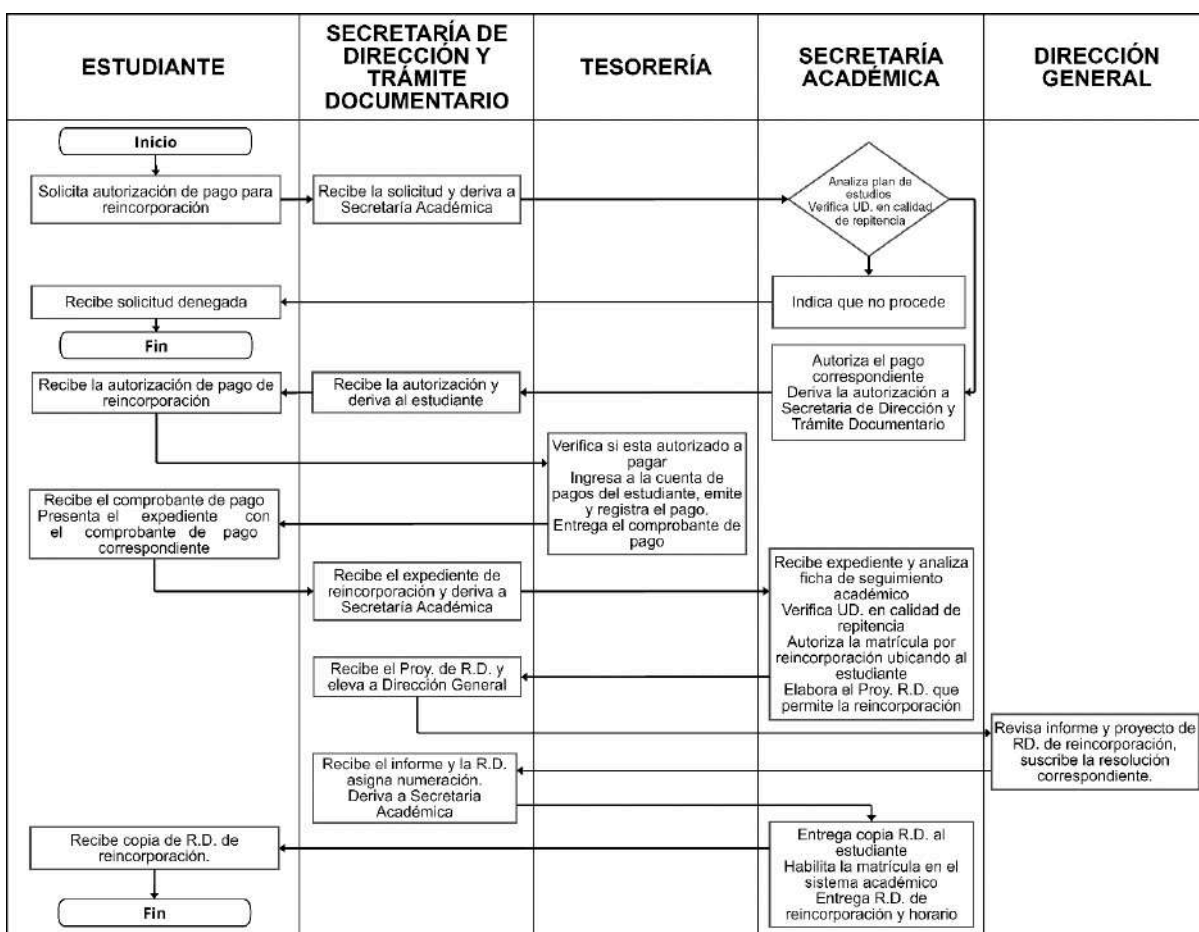 ESTUDIANTE
SECRETARÍA DE
DIRECCIÓN Y
TRÁMITE
DOCUMENTARIO
TESORERÍA
SECRETARÍA
ACADÉMICA
DIRECCIÓN
GENERAL
Inicio
Solicita autorización de pago para
reincorporación
Recibe la solicitud y deriva a
Secretaría Académica
Analiza plan de
estudios
Verifica UD. en calidad
de repitencia
Recibe solicitud denegada
Indica que no procede
Fin
Recibe la autorización de pago de
reincorporación
Recibe la autorización y
deriva al estudiante
Autoriza el pago
correspondiente
Deriva la autorización a
Secretaria de Dirección y
Trámite Documentario
Verifica si esta autorizado a
pagar
Ingresa a la cuenta de
pagos del estudiante, emite
y registra el pago.
Entrega el comprobante de
pago
Recibe el comprobante de pago
Presenta el expediente con
el comprobante de pago
correspondiente
Recibe el expediente de
reincorporación y deriva a
Secretaría Académica
Recibe expediente y analiza
ficha de seguimiento
académico
Verifica UD. en calidad de
repitencia
Autoriza la matrícula por
reincorporación ubicando al
estudiante
Elabora el Proy. R.D. que
permite la reincorporación
Recibe el Proy. de R.D. y
eleva a Dirección General
Revisa informe y proyecto de
RD. de reincorporación,
suscribe la resolución
correspondiente.
Recibe el informe y la R.D.
asigna numeración.
Deriva a Secretaria
Académica
Recibe copia de R.D. de
reincorporación.
Entrega copia R.D. al
estudiante
Habilita la matrícula en el
sistema académico
Entrega R.D. de
reincorporación y horario
Fin